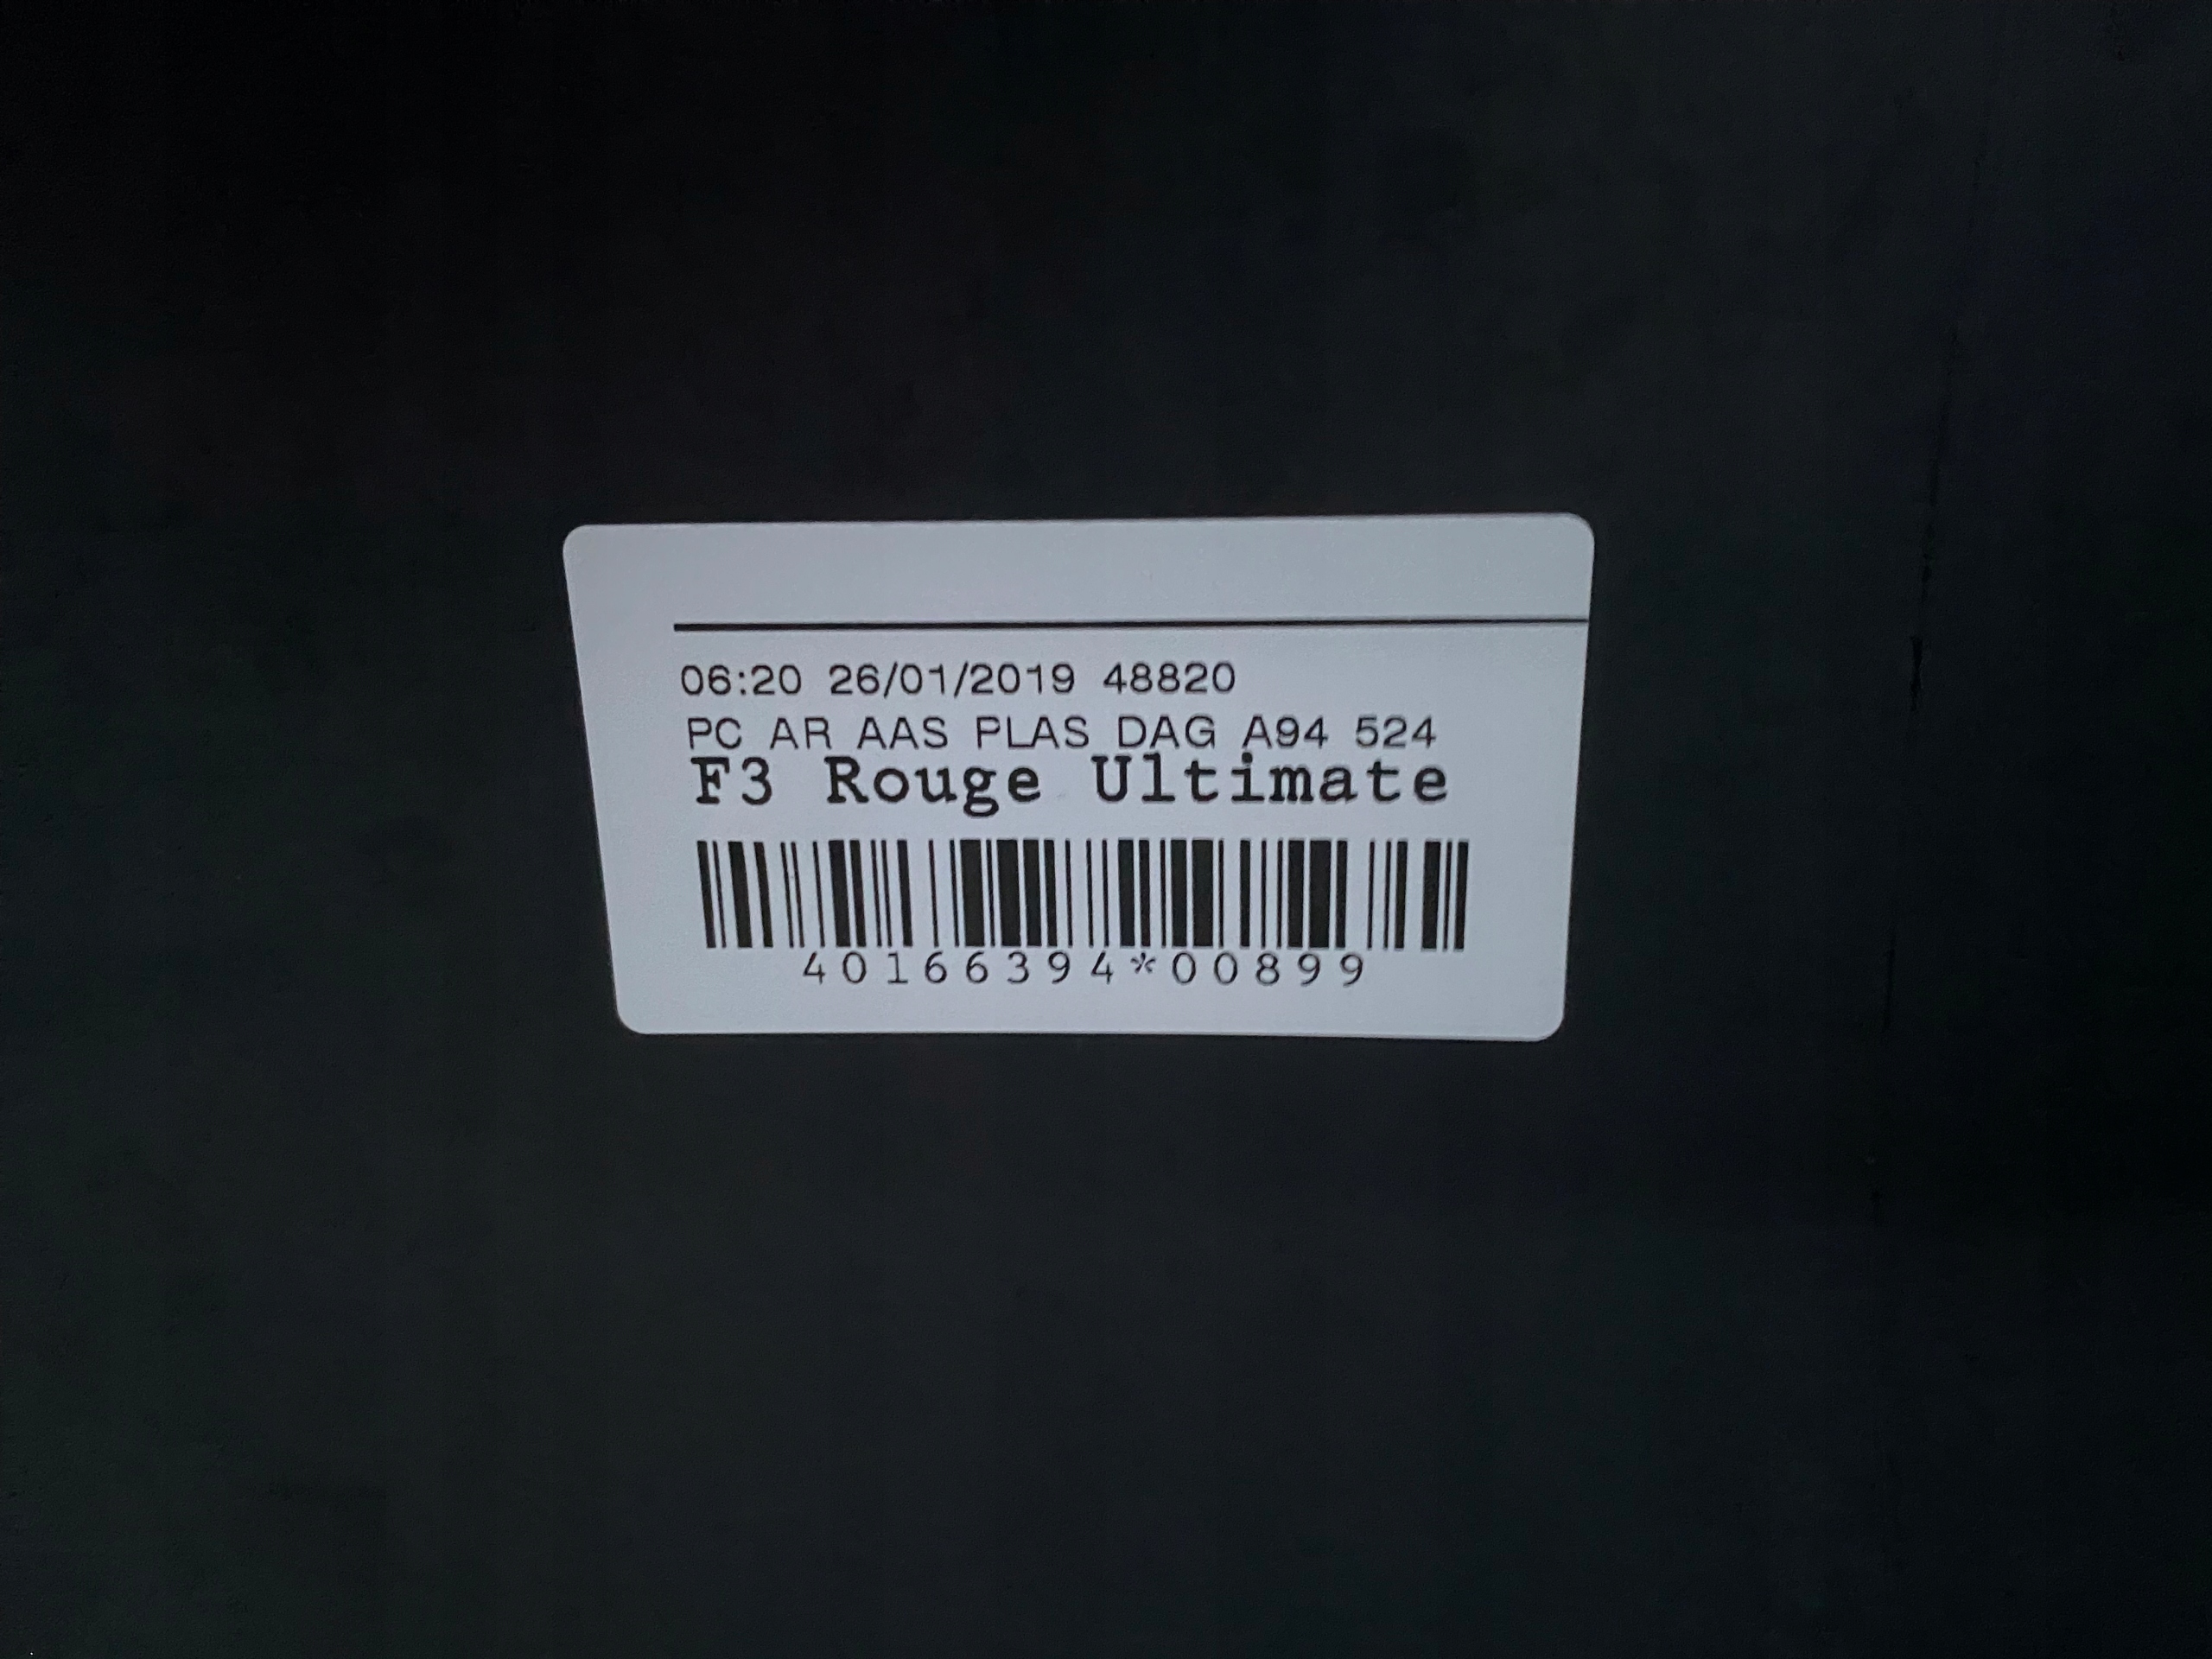 06:20 26/01/2019 48820
PC AR AAS PLAS DAG A94 524
F3 Rouge Ultimate
40166394*00899